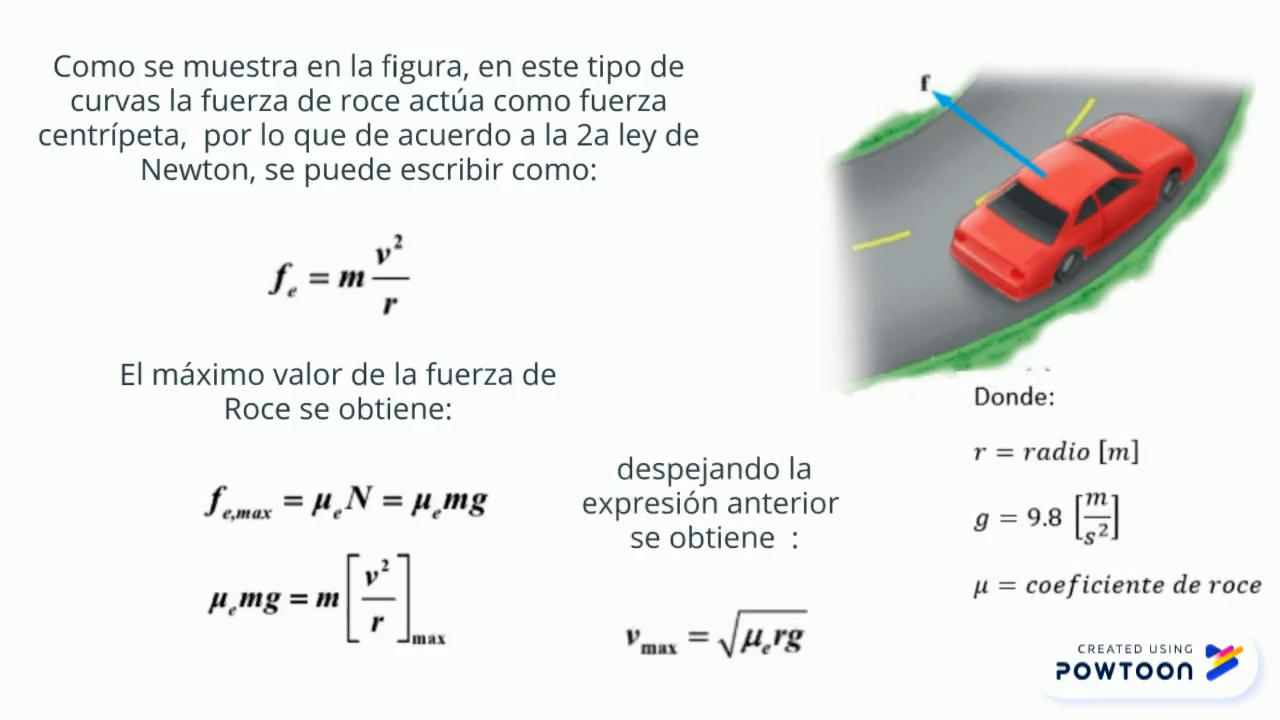 Como se muestra en la figura, en este tipo de
curvas la fuerza de roce actúa como fuerza
centrípeta, por lo que de acuerdo a la 2a ley de
Newton, se puede escribir como:
f_e = m v²/r
El máximo valor de la fuerza de
Roce se obtiene:
f_e,max = μ_e N = μ_e mg
μ_e mg = m [v²/r]_max
despejando la
expresión anterior
se obtiene :
v_max = √(μ_e rg)
f
Donde:
r = radio [m]
g = 9.8 [m/s²]
μ = coeficiente de roce
CREATED USING
POWTOON